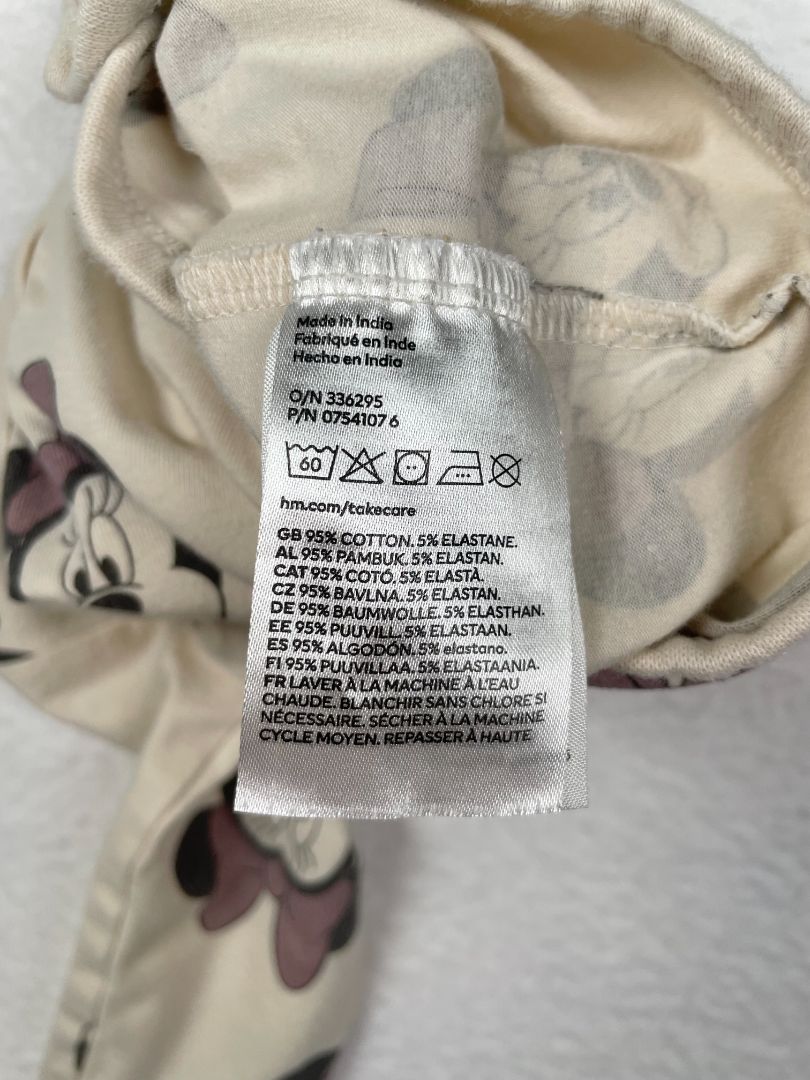 Made in India
Fabriqué en Inde
Hecho en India
O/N 336295
P/N 0754107 6
60
hm.com/takecare
GB 95% COTTON. 5% ELASTANE.
AL 95% PAMBUK. 5% ELASTAN.
CAT 95% COTÓ. 5% ELASTÀ.
CZ 95% BAVLNA. 5% ELASTAN.
DE 95% BAUMWOLLE. 5% ELASTHAN.
EE 95% PUUVILL. 5% ELASTAAN.
ES 95% ALGODÓN. 5% elastano.
FI 95% PUUVILLAA. 5% ELASTAANIA.
FR LAVER À LA MACHINE À L'EAU
CHAUDE. BLANCHIR SANS CHLORE SI
NÉCESSAIRE. SÉCHER À LA MACHINE
CYCLE MOYEN. REPASSER À HAUTE